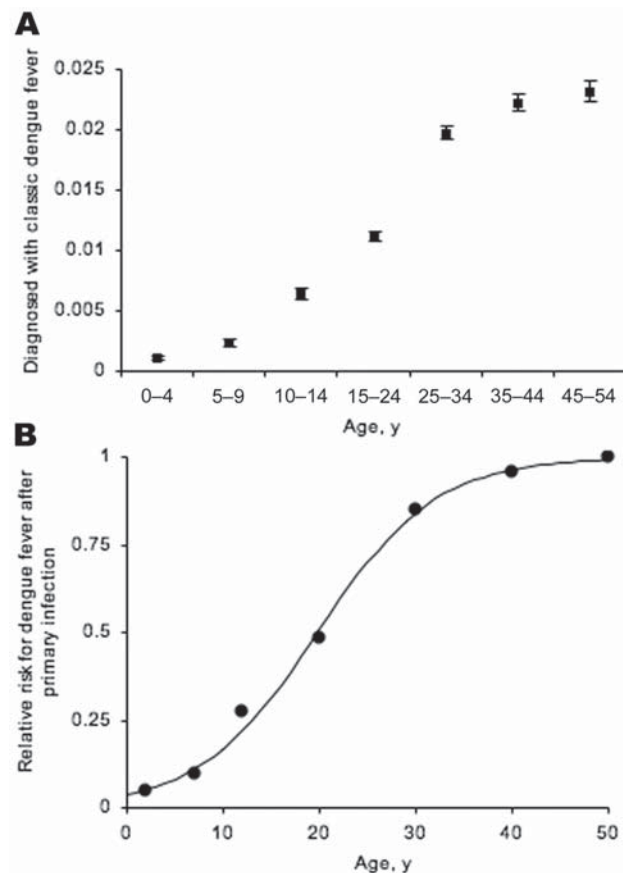 A
Diagnosed with classic dengue fever
0.025
0.02
0.015
0.01
0.005
0
0–4 5–9 10–14 15–24 25–34 35–44 45–54
Age, y
B
Relative risk for dengue fever after
primary infection
1
0.75
0.5
0.25
0
0 10 20 30 40 50
Age, y